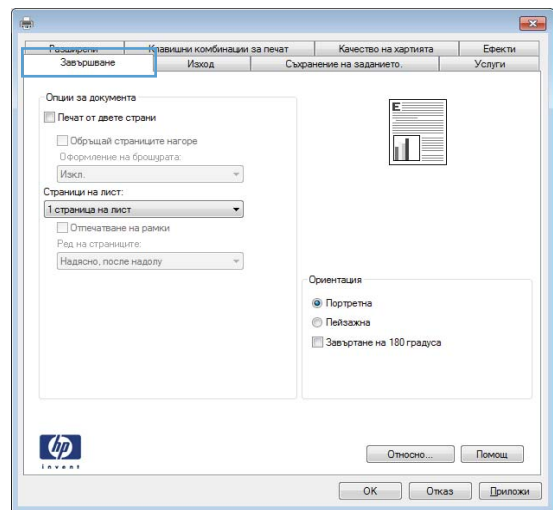 Разширени Клавишни комбинации за печат Качество на хартията Ефекти
Завършване Изход Съхранение на заданието. Услуги
Опции за документа
Печат от двете страни
Обръщай страниците нагоре
Оформление на брошурата:
Изкл.
Страници на лист:
1 страница на лист
Отпечатване на рамки
Ред на страниците:
Надясно, после надолу
E
Ориентация
Портретна
Пейзажна
Завъртане на 180 градуса
hp
invent
Относно... Помощ
OK Отказ Приложи